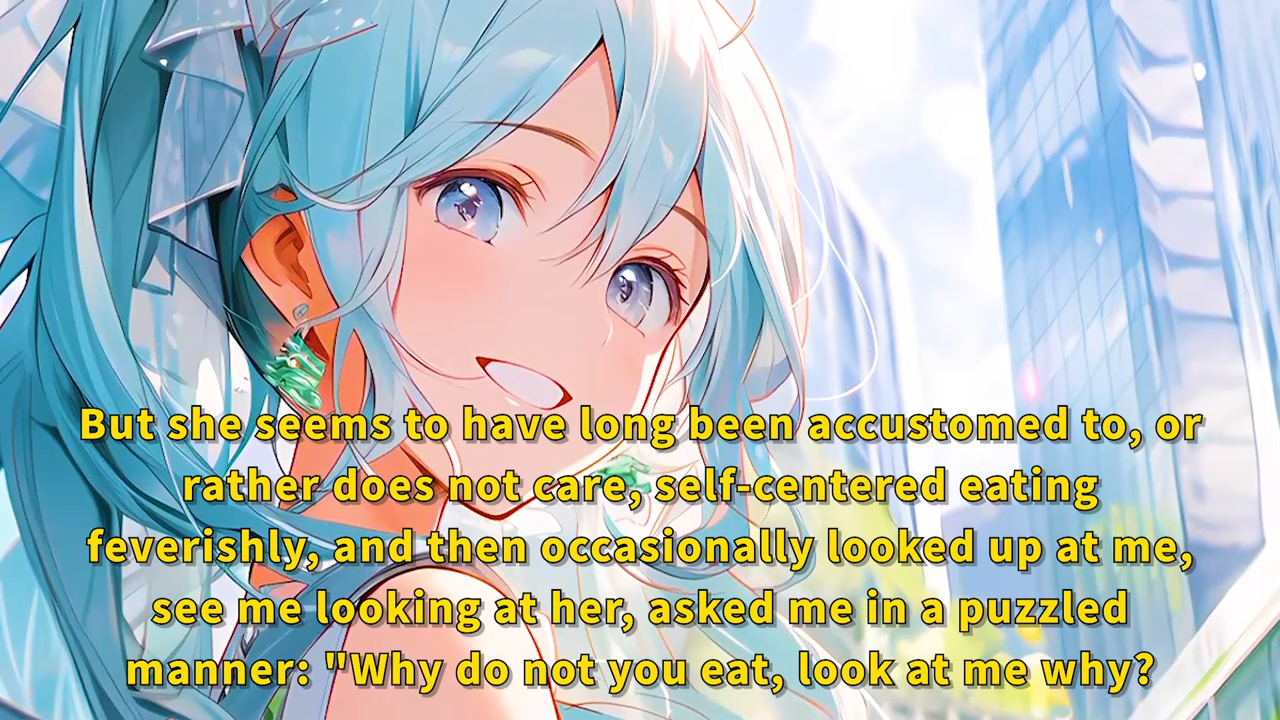 But she seems to have long been accustomed to, or
rather does not care, self-centered eating
feverishly, and then occasionally looked up at me,
see me looking at her, asked me in a puzzled
manner: "Why do not you eat, look at me why?